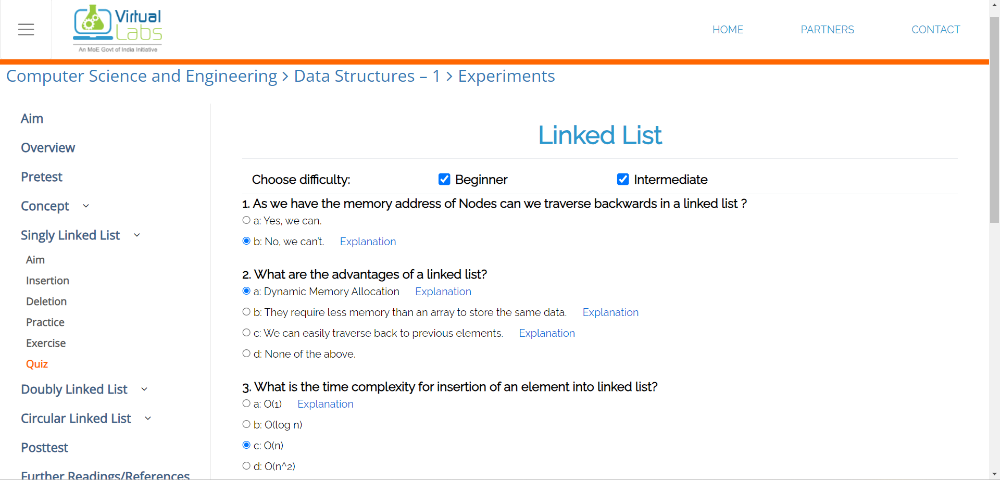 Virtual
Labs
An MoE Govt of India Initiative
HOME
PARTNERS
CONTACT
Computer Science and Engineering > Data Structures – 1 > Experiments
Aim
Overview
Pretest
Concept
Singly Linked List
Aim
Insertion
Deletion
Practice
Exercise
Quiz
Doubly Linked List
Circular Linked List
Posttest
Further Readings/References
Linked List
Choose difficulty:
Beginner
Intermediate
1. As we have the memory address of Nodes can we traverse backwards in a linked list ?
a: Yes, we can.
b: No, we can't. Explanation
2. What are the advantages of a linked list?
a: Dynamic Memory Allocation Explanation
b: They require less memory than an array to store the same data. Explanation
c: We can easily traverse back to previous elements. Explanation
d: None of the above.
3. What is the time complexity for insertion of an element into linked list?
a: O(1) Explanation
b: O(log n)
c: O(n)
d: O(n^2)